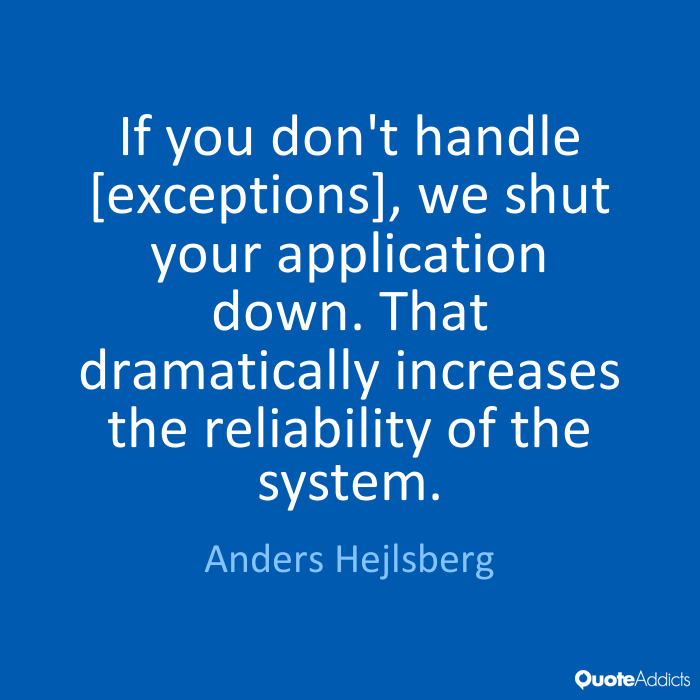 If you don't handle
[exceptions], we shut
your application
down. That
dramatically increases
the reliability of the
system.
Anders Hejlsberg
QuoteAddicts